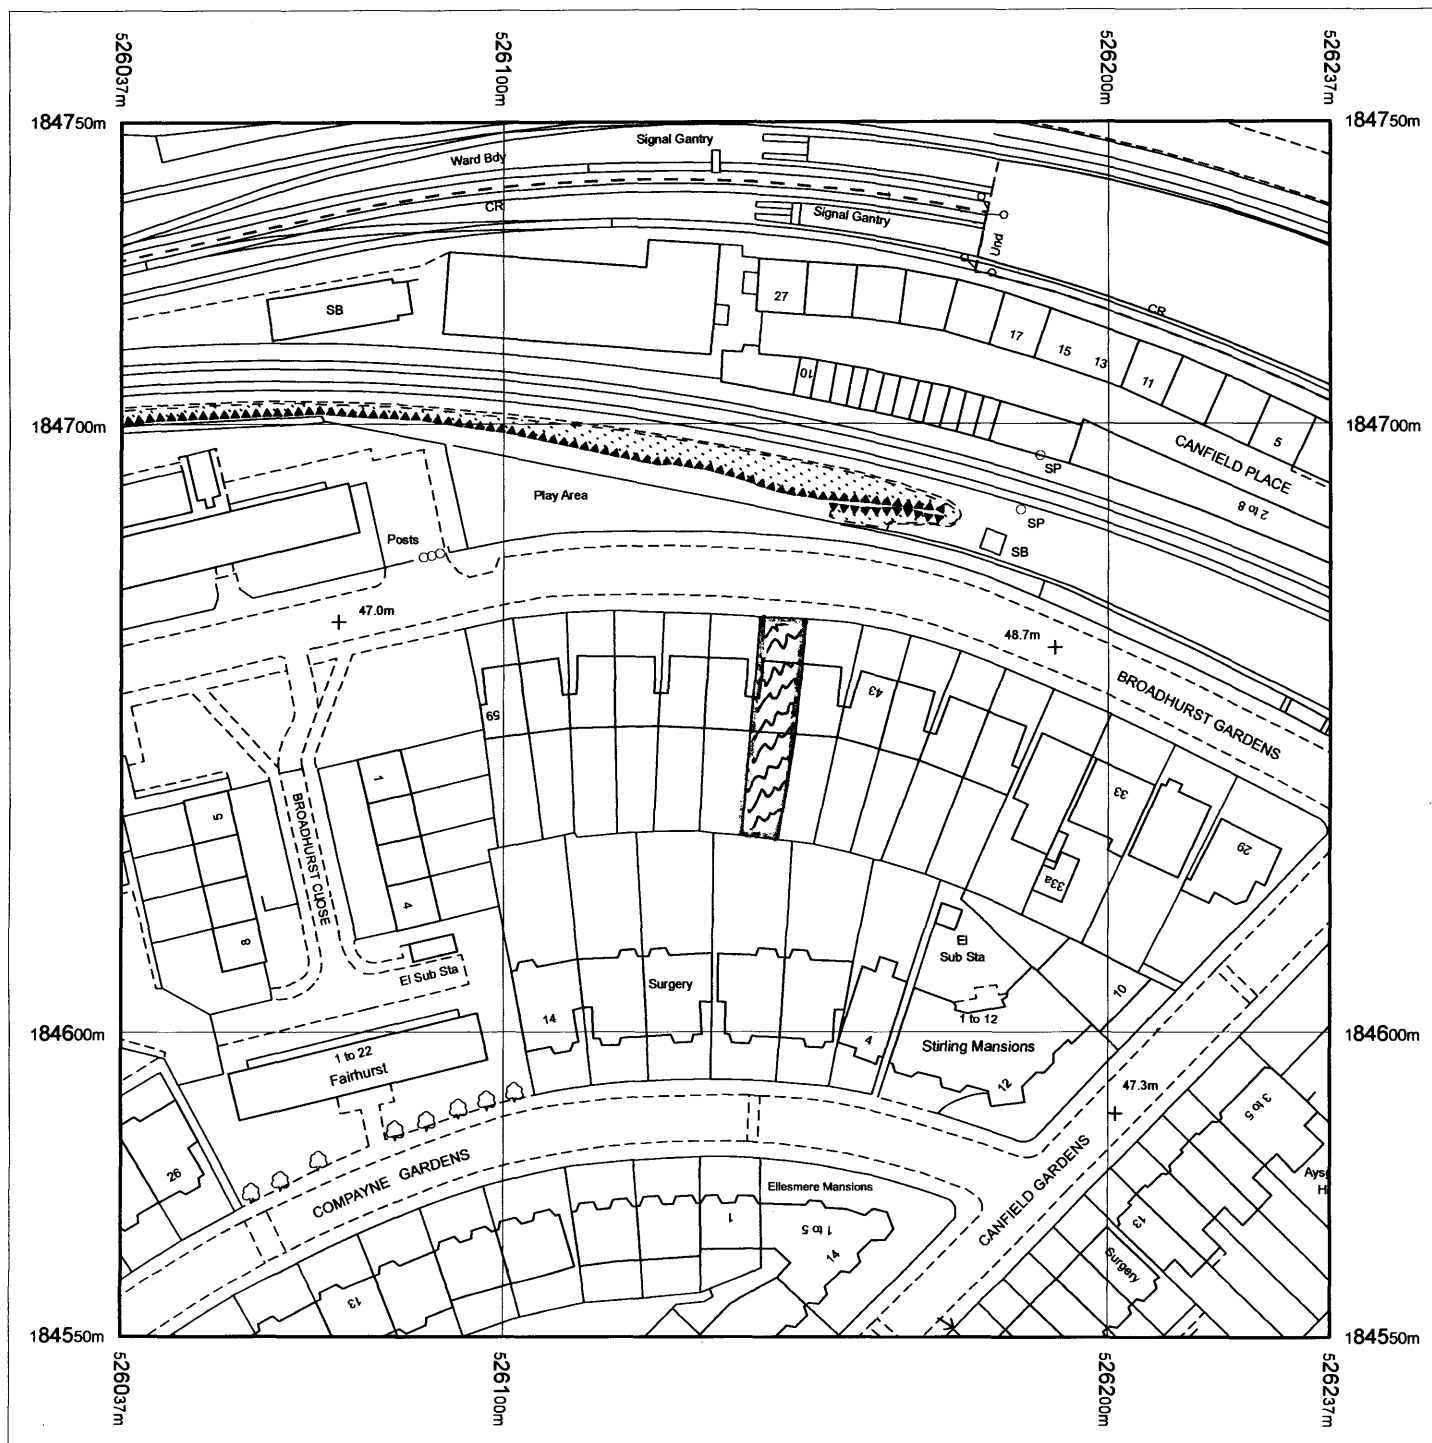 526037m
526100m
526200m
526237m
184750m
184750m
Signal Gantry
Ward Bdy
CR
Signal Gantry
Und
SB
27
CR
17
15
13
11
10
5
184700m
184700m
CANFIELD PLACE
SP
2 to 8
Play Area
SP
Posts
SB
47.0m
48.7m
BROADHURST GARDENS
59
43
1
33
5
BROADHURST CLOSE
29
33a
4
8
El
Sub Sta
El Sub Sta
Surgery
10
14
1 to 12
184600m
184600m
1 to 22
Fairhurst
4
Stirling Mansions
12
47.3m
3 to 5
COMPAYNE GARDENS
CANFIELD GARDENS
26
Ellesmere Mansions
1
1 to 5
14
13
13
Surgery
184550m
184550m
526037m
526100m
526200m
526237m